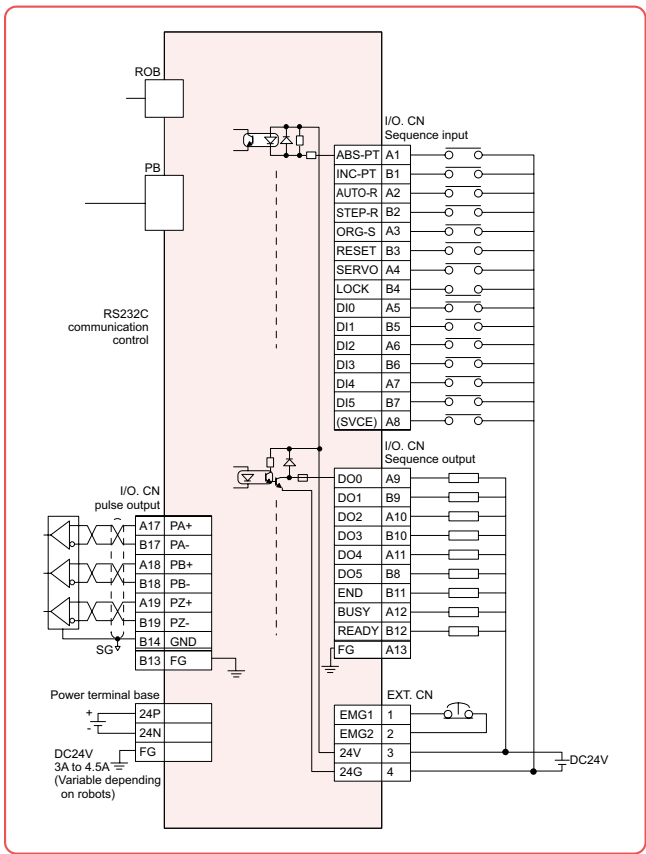 ROB
PB
RS232C
communication
control
I/O. CN
Sequence input
ABS-PT A1
INC-PT B1
AUTO-R A2
STEP-R B2
ORG-S A3
RESET B3
SERVO A4
LOCK B4
DI0 A5
DI1 B5
DI2 A6
DI3 B6
DI4 A7
DI5 B7
(SVCE) A8
I/O. CN
Sequence output
DO0 A9
DO1 B9
DO2 A10
DO3 B10
DO4 A11
DO5 B8
END B11
BUSY A12
READY B12
FG A13
I/O. CN
pulse output
A17 PA+
B17 PA-
A18 PB+
B18 PB-
A19 PZ+
B19 PZ-
B14 GND
B13 FG
SG
Power terminal base
+ 24P
- 24N
FG
DC24V
3A to 4.5A
(Variable depending
on robots)
EXT. CN
EMG1 1
EMG2 2
24V 3
24G 4
DC24V